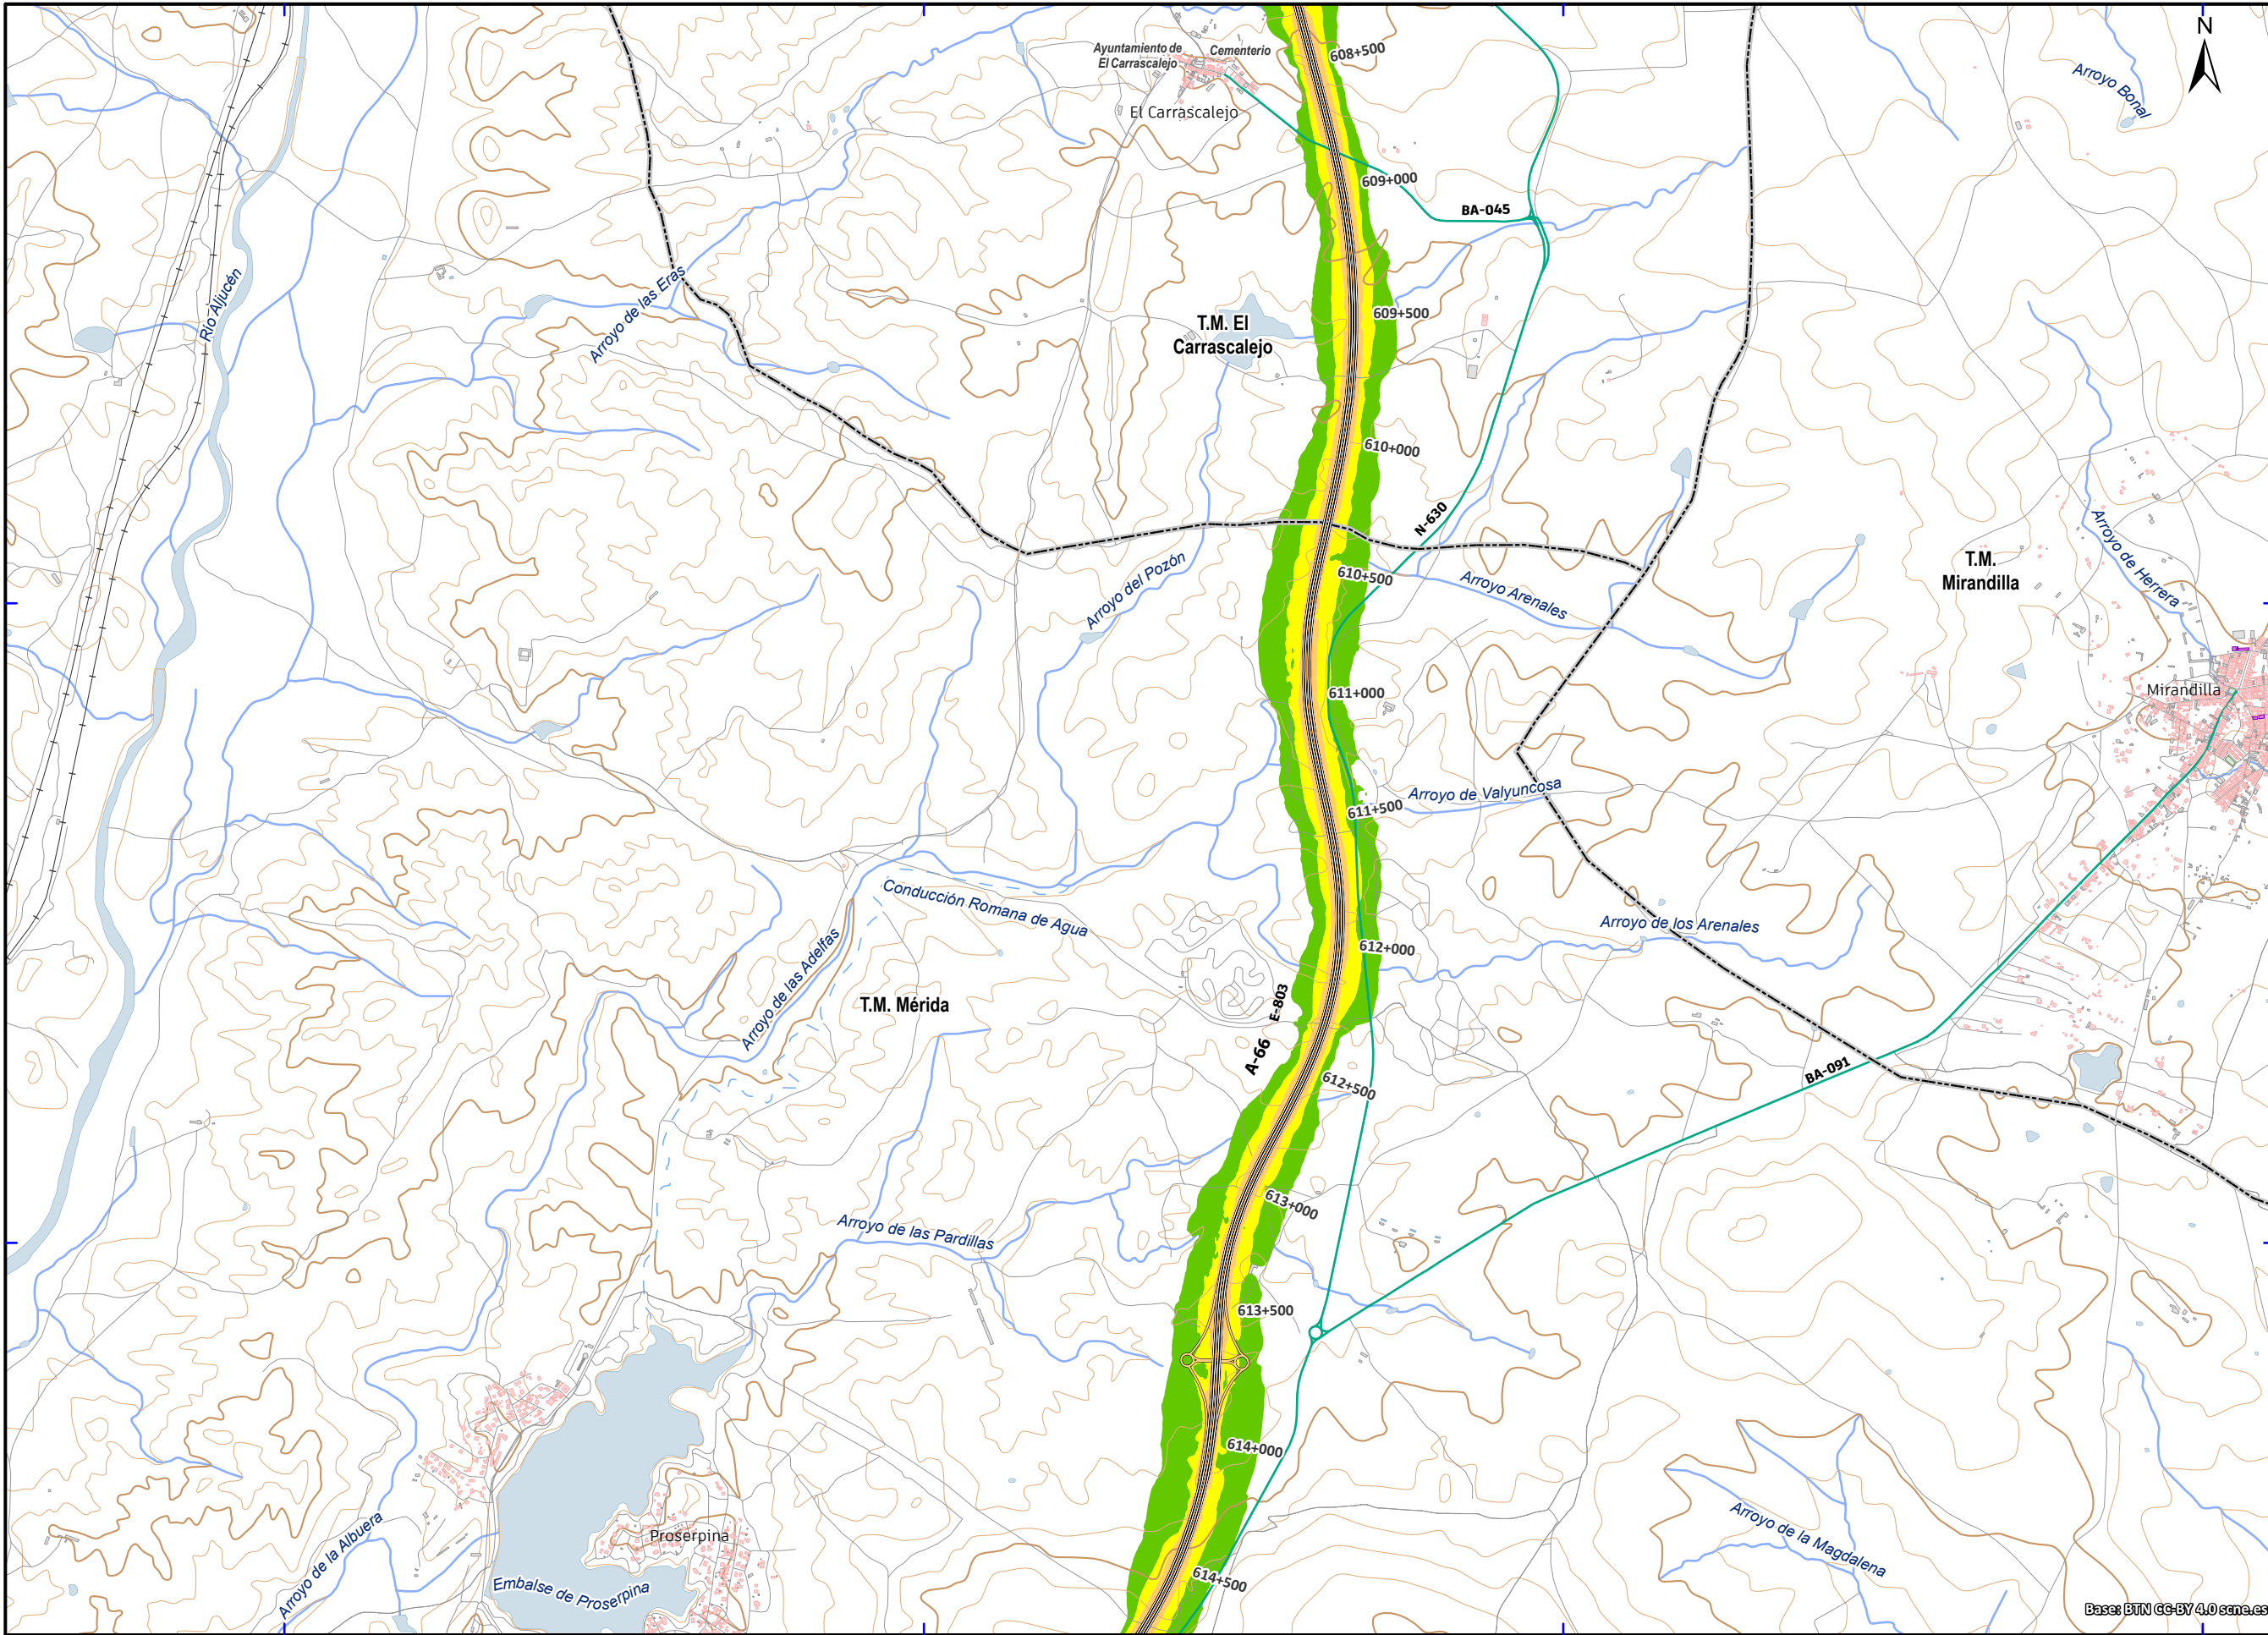 N
Ayuntamiento de
El Carrascalejo
Cementerio
608+500
El Carrascalejo
Arroyo Bonal
609+000
BA-045
Río Aljucén
Arroyo de las Eras
T.M. El
Carrascalejo
609+500
610+000
N-630
Arroyo del Pozón
610+500
Arroyo Arenales
T.M.
Mirandilla
Arroyo de Herrera
611+000
Mirandilla
611+500
Arroyo de Valyuncosa
Conducción Romana de Agua
Arroyo de los Arenales
612+000
Arroyo de las Adelfas
T.M. Mérida
E-803
A-66
612+500
BA-091
613+000
Arroyo de las Pardillas
613+500
614+000
Proserpina
Arroyo de la Albuera
Embalse de Proserpina
614+500
Arroyo de la Magdalena
Base: BTN CC-BY 4.0 scne.es